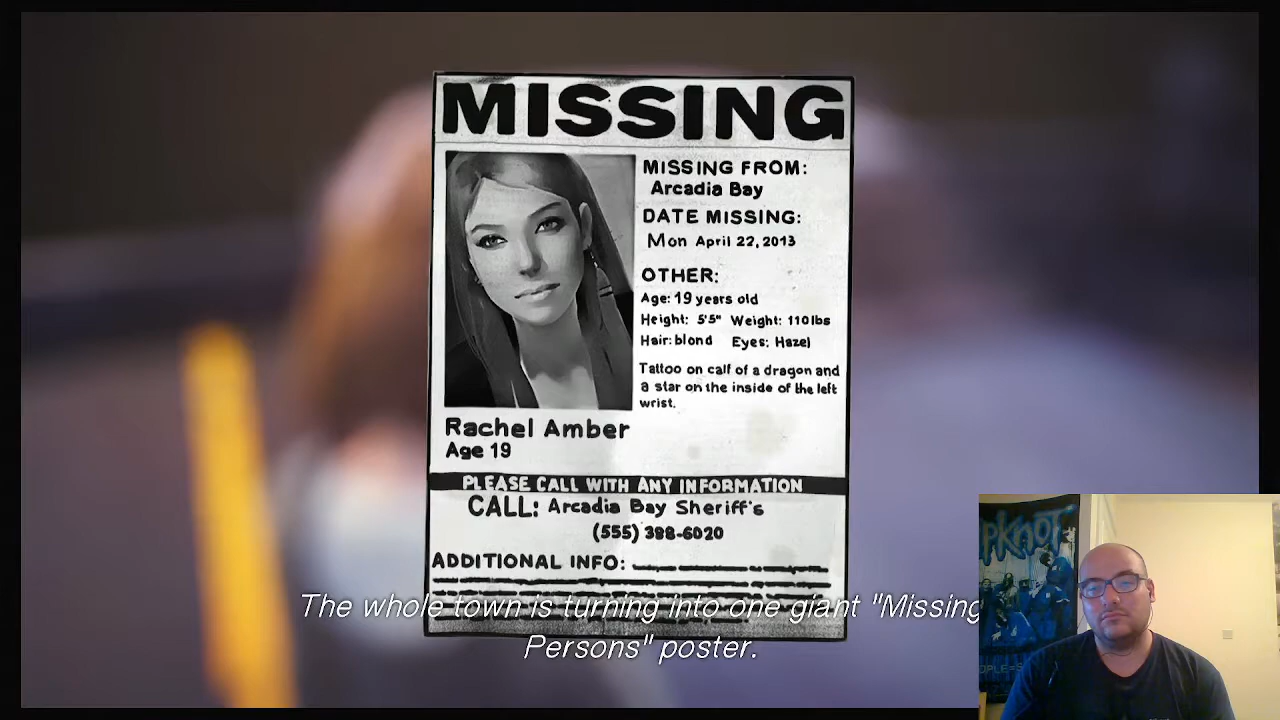 MISSING
MISSING FROM:
Arcadia Bay
DATE MISSING:
Mon April 22, 2013
OTHER:
Age: 19 years old
Height: 5'5" Weight: 110lbs
Hair: blond Eyes: Hazel
Tattoo on calf of a dragon and
a star on the inside of the left
wrist.
Rachel Amber
Age 19
PLEASE CALL WITH ANY INFORMATION
CALL: Arcadia Bay Sheriff's
(555) 388-6020
ADDITIONAL INFO:
The whole town is turning into one giant "Missing
Persons" poster.
PKNOT